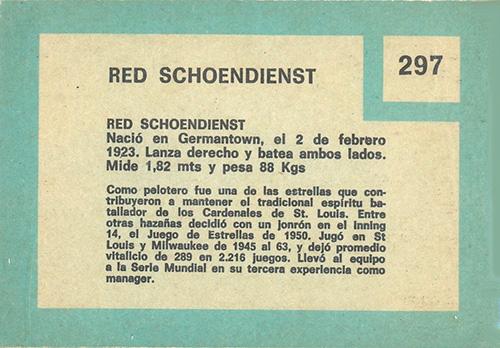 297
RED SCHOENDIENST
RED SCHOENDIENST
Nació en Germantown, el 2 de febrero
1923. Lanza derecho y batea ambos lados.
Mide 1,82 mts y pesa 88 Kgs
Como pelotero fue una de las estrellas que con-
tribuyeron a mantener el tradicional espíritu ba-
tallador de los Cardenales de St. Louis. Entre
otras hazañas decidió con un jonrón en el inning
14, el Juego de Estrellas de 1950. Jugó en St
Louis y Milwaukee de 1945 al 63, y dejó promedio
vitalicio de 289 en 2.216 juegos. Llevó al equipo
a la Serie Mundial en su tercera experiencia como
manager.